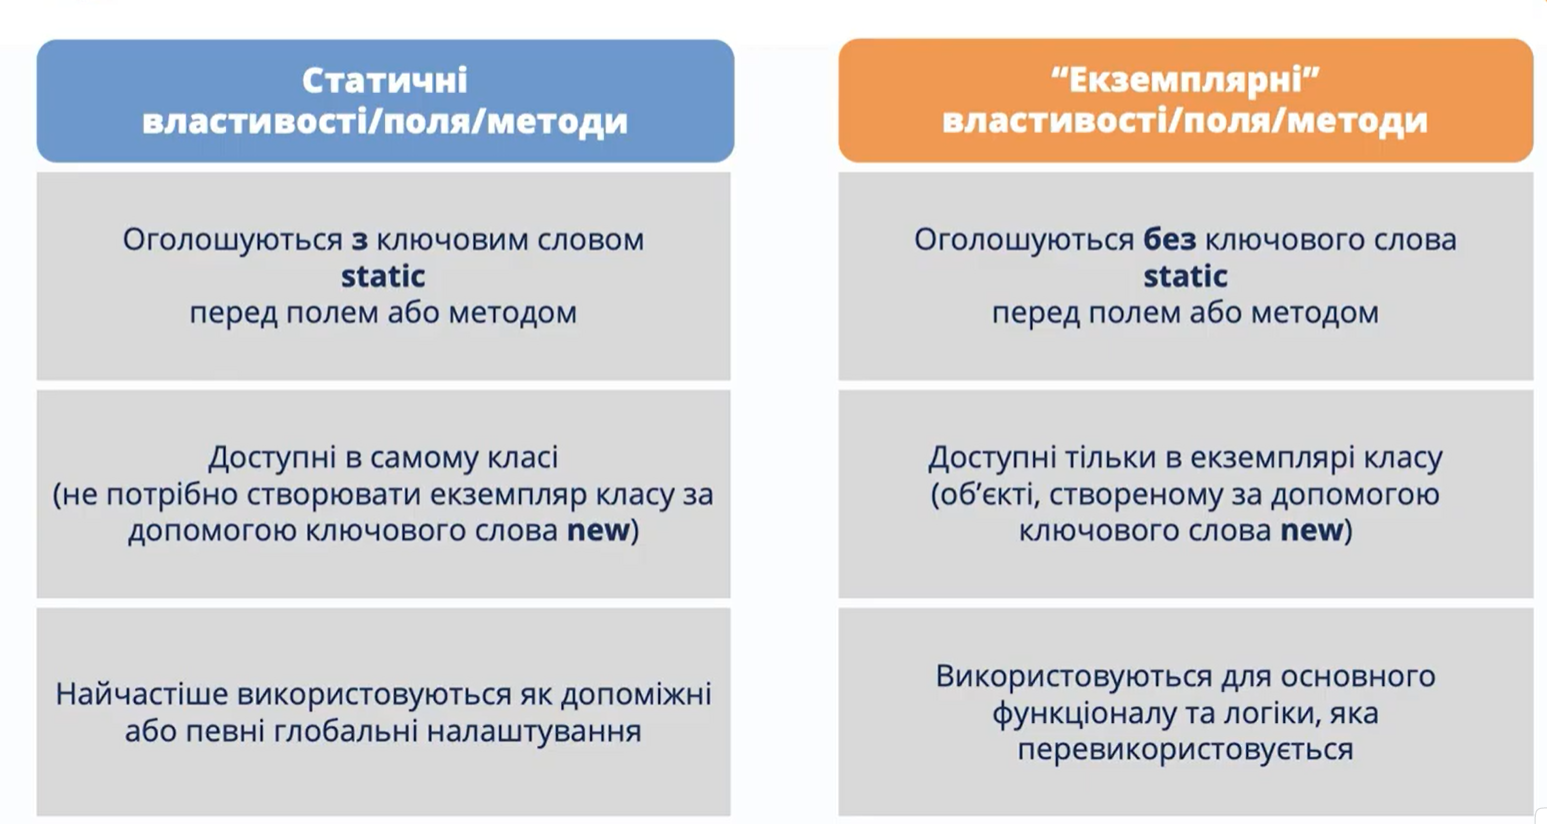 Статичні
властивості/поля/методи
Оголошуються з ключовим словом
static
перед полем або методом
Доступні в самому класі
(не потрібно створювати екземпляр класу за
допомогою ключового слова new)
Найчастіше використовуються як допоміжні
або певні глобальні налаштування
“Екземплярні”
властивості/поля/методи
Оголошуються без ключового слова
static
перед полем або методом
Доступні тільки в екземплярі класу
(об’єкті, створеному за допомогою
ключового слова new)
Використовуються для основного
функціоналу та логіки, яка
перевикористовується